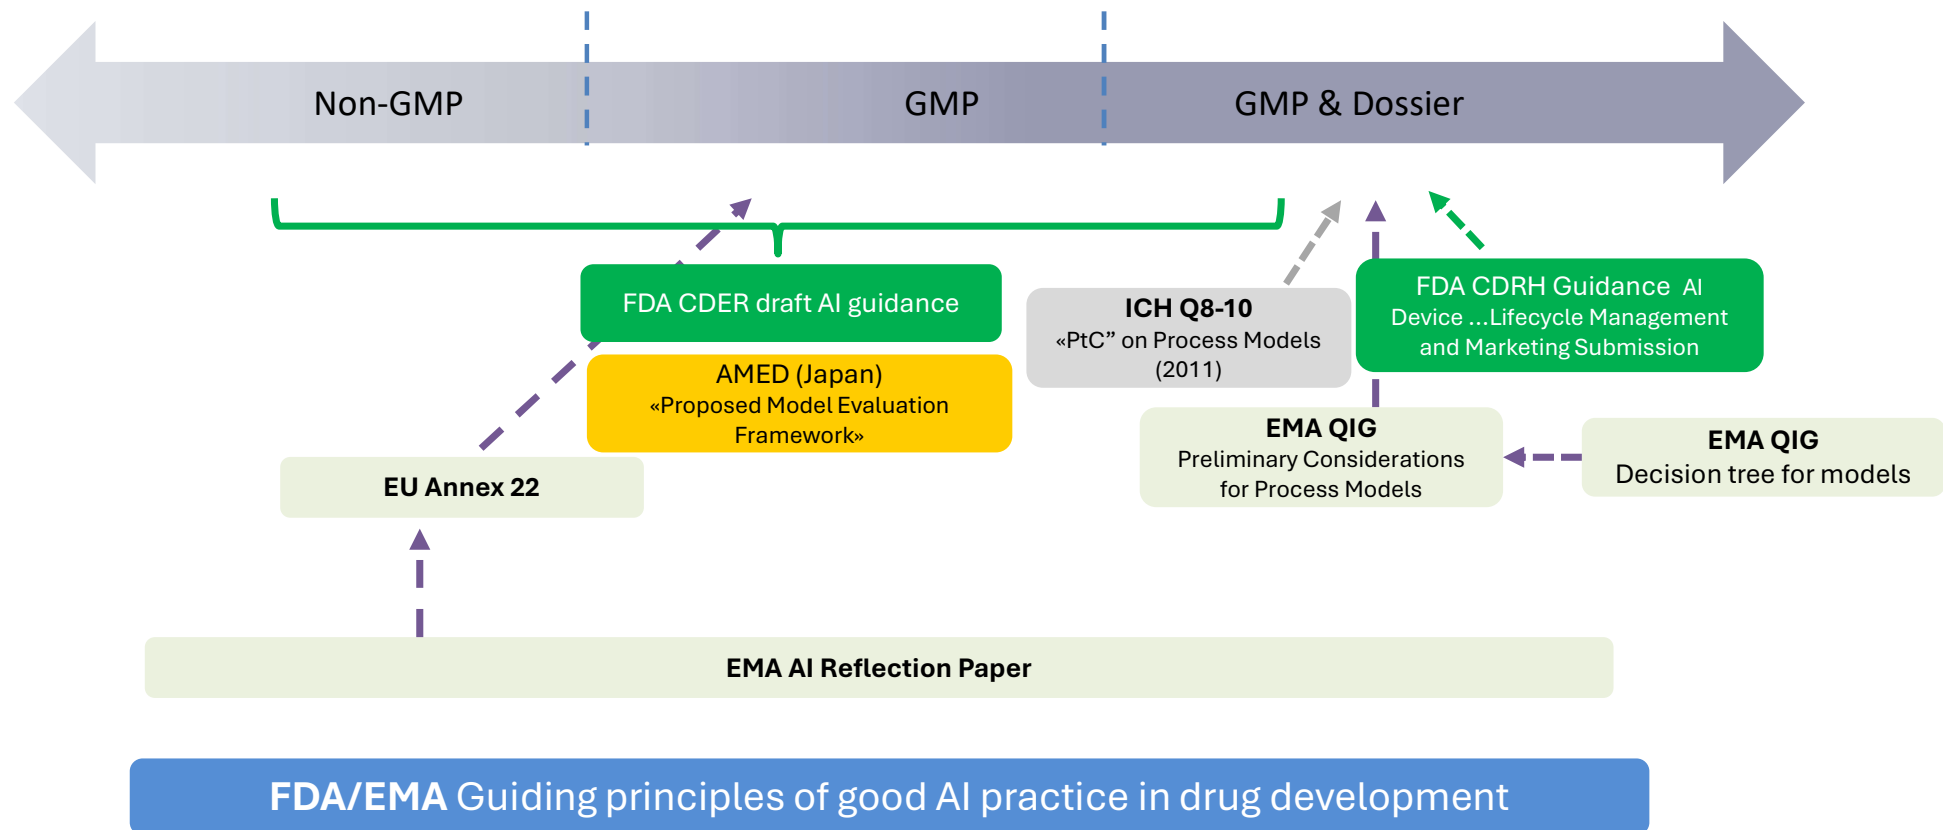 Non-GMP
GMP
GMP & Dossier
FDA CDER draft AI guidance
AMED (Japan)
«Proposed Model Evaluation
Framework»
ICH Q8-10
«PtC” on Process Models
(2011)
FDA CDRH Guidance AI
Device ...Lifecycle Management
and Marketing Submission
EMA QIG
Preliminary Considerations
for Process Models
EMA QIG
Decision tree for models
EU Annex 22
EMA AI Reflection Paper
FDA/EMA Guiding principles of good AI practice in drug development